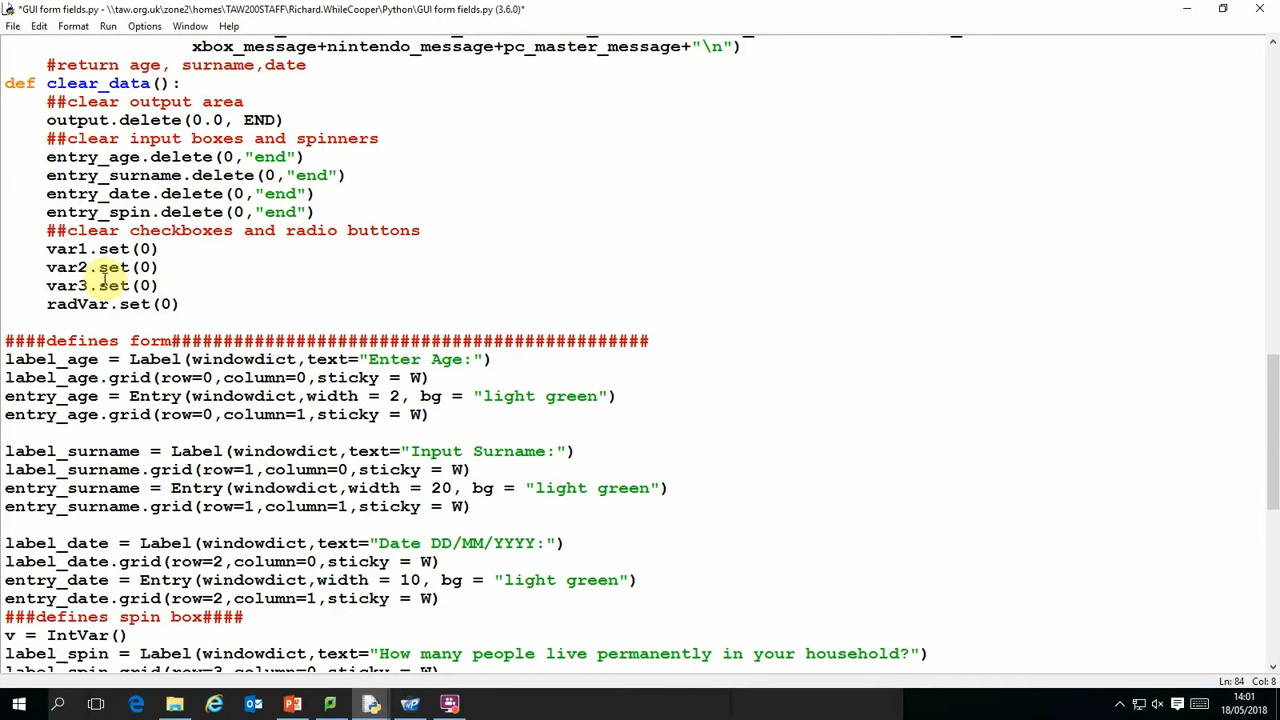 *GUI form fields.py - \\taw.org.uk\zone2\homes\TAW200STAFF\Richard.WhileCooper\Python\GUI form fields.py (3.6.0)*
File Edit Format Run Options Window Help
xbox_message+nintendo_message+pc_master_message+"\n")
#return age, surname,date
def clear_data():
##clear output area
output.delete(0.0, END)
##clear input boxes and spinners
entry_age.delete(0,"end")
entry_surname.delete(0,"end")
entry_date.delete(0,"end")
entry_spin.delete(0,"end")
##clear checkboxes and radio buttons
var1.set(0)
var2.set(0)
var3.set(0)
radVar.set(0)
####defines form##############################################
label_age = Label(windowdict,text="Enter Age:")
label_age.grid(row=0,column=0,sticky = W)
entry_age = Entry(windowdict,width = 2, bg = "light green")
entry_age.grid(row=0,column=1,sticky = W)
label_surname = Label(windowdict,text="Input Surname:")
label_surname.grid(row=1,column=0,sticky = W)
entry_surname = Entry(windowdict,width = 20, bg = "light green")
entry_surname.grid(row=1,column=1,sticky = W)
label_date = Label(windowdict,text="Date DD/MM/YYYY:")
label_date.grid(row=2,column=0,sticky = W)
entry_date = Entry(windowdict,width = 10, bg = "light green")
entry_date.grid(row=2,column=1,sticky = W)
###defines spin box####
v = IntVar()
label_spin = Label(windowdict,text="How many people live permanently in your household?")
label_spin.grid(row=3,column=0,sticky = W)
Ln: 84 Col: 8
14:01
18/05/2018